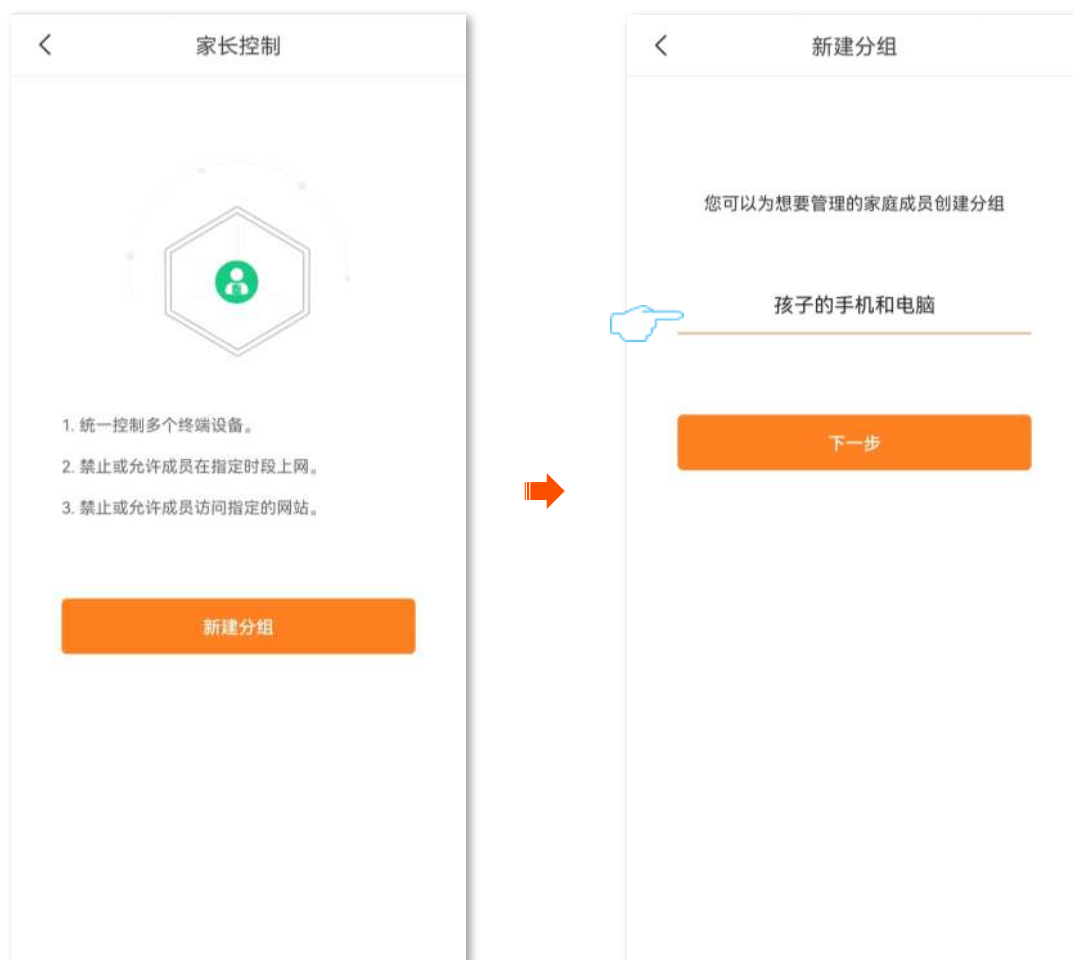 家长控制
1. 统一控制多个终端设备。
2. 禁止或允许成员在指定时段上网。
3. 禁止或允许成员访问指定的网站。
新建分组
新建分组
您可以为想要管理的家庭成员创建分组
孩子的手机和电脑
下一步